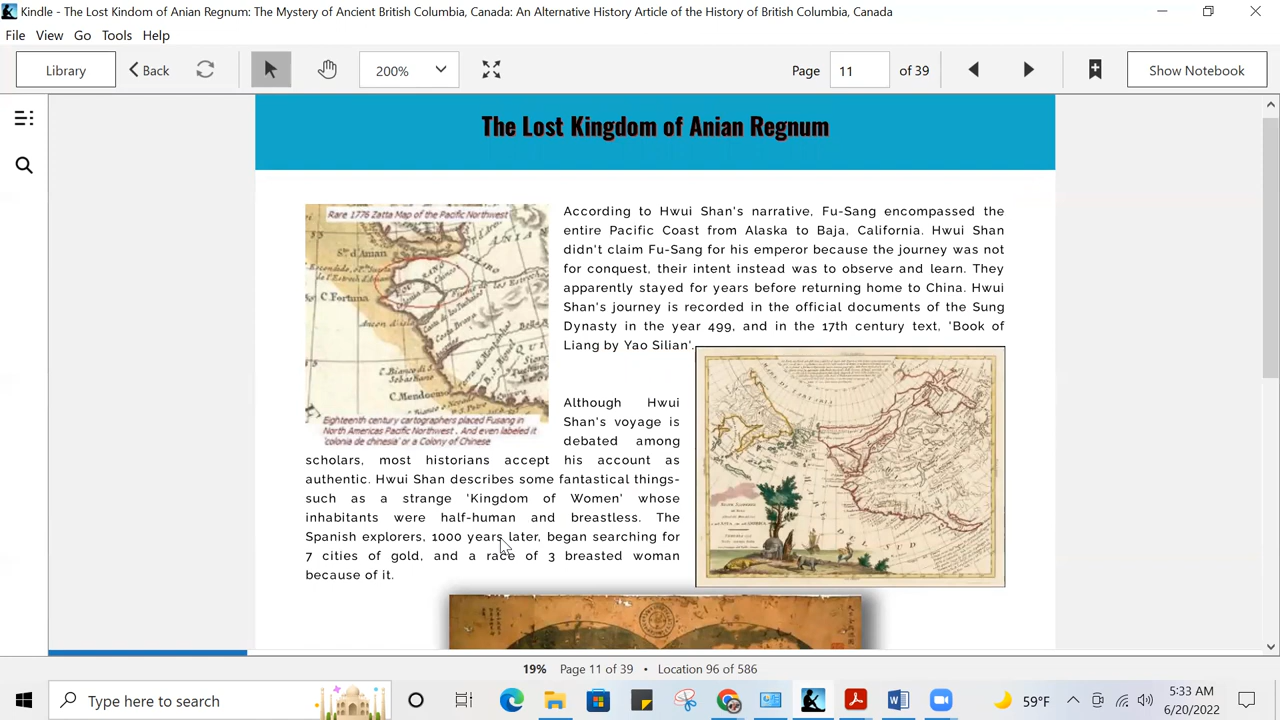 Kindle - The Lost Kindom of Anian Regnum: The Mystery of Ancient British Columbia, Canada: An Alternative History Article of the History of British Columbia, Canada
File View Go Tools Help
Library
Back
200%
Page 11 of 39
Show Notebook
The Lost Kingdom of Anian Regnum
Rare 1776 Zatta Map of the Pacific Northwest
C. Fortuna
C. Mendocino
Eighteenth century cartographers placed Fusang in
North Americas Pacific Northwest . And even labeled it
'colonia de chinesia' or a Colony of Chinese
According to Hwui Shan's narrative, Fu-Sang encompassed the
entire Pacific Coast from Alaska to Baja, California. Hwui Shan
didn't claim Fu-Sang for his emperor because the journey was not
for conquest, their intent instead was to observe and learn. They
apparently stayed for years before returning home to China. Hwui
Shan's journey is recorded in the official documents of the Sung
Dynasty in the year 499, and in the 17th century text, 'Book of
Liang by Yao Silian'.
Although Hwui
Shan's voyage is
debated among
scholars, most historians accept his account as
authentic. Hwui Shan describes some fantastical things-
such as a strange 'Kingdom of Women' whose
inhabitants were half-human and breastless. The
Spanish explorers, 1000 years later, began searching for
7 cities of gold, and a race of 3 breasted woman
because of it.
19% Page 11 of 39 • Location 96 of 586
Type here to search
59°F
5:33 AM
6/20/2022